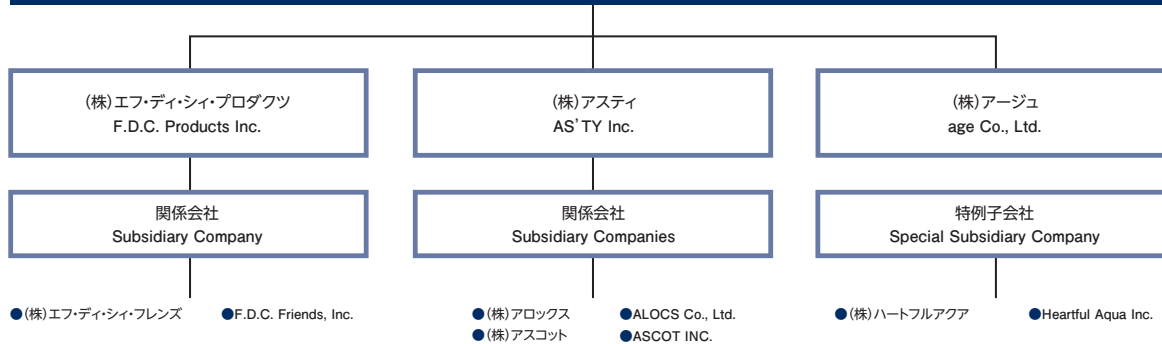 (株)エフ・ディ・シィ・プロダクツ
F.D.C. Products Inc.
(株)アスティ
AS'TY Inc.
(株)アージュ
age Co., Ltd.
関係会社
Subsidiary Company
関係会社
Subsidiary Companies
特例子会社
Special Subsidiary Company
●(株)エフ・ディ・シィ・フレンズ ●F.D.C. Friends, Inc.
●(株)アロックス ●ALOCS Co., Ltd.
●(株)アスコット ●ASCOT INC.
●(株)ハートフルアクア ●Heartful Aqua Inc.